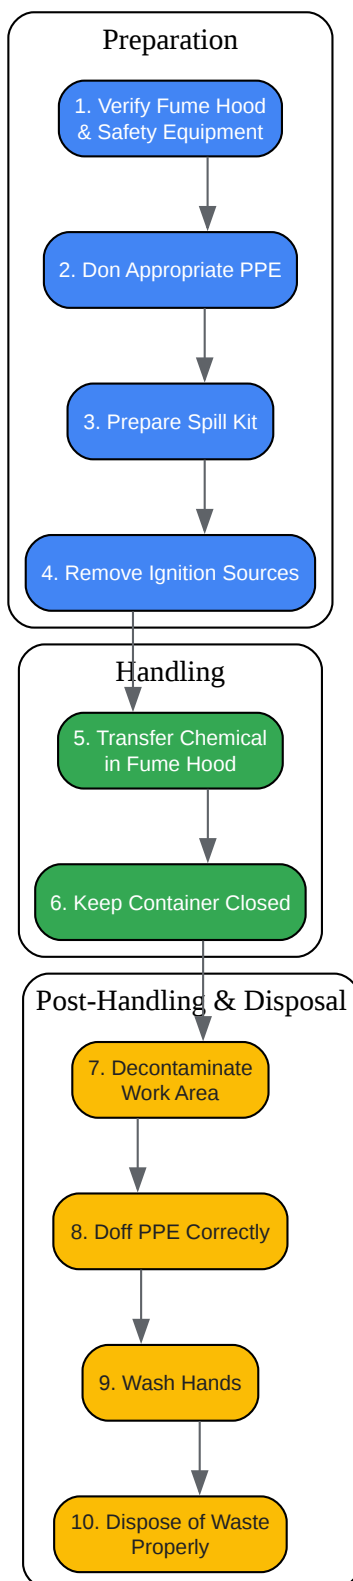 Preparation
1. Verify Fume Hood
& Safety Equipment
2. Don Appropriate PPE
3. Prepare Spill Kit
4. Remove Ignition Sources
Handling
5. Transfer Chemical
in Fume Hood
6. Keep Container Closed
Post-Handling & Disposal
7. Decontaminate
Work Area
8. Doff PPE Correctly
9. Wash Hands
10. Dispose of Waste
Properly